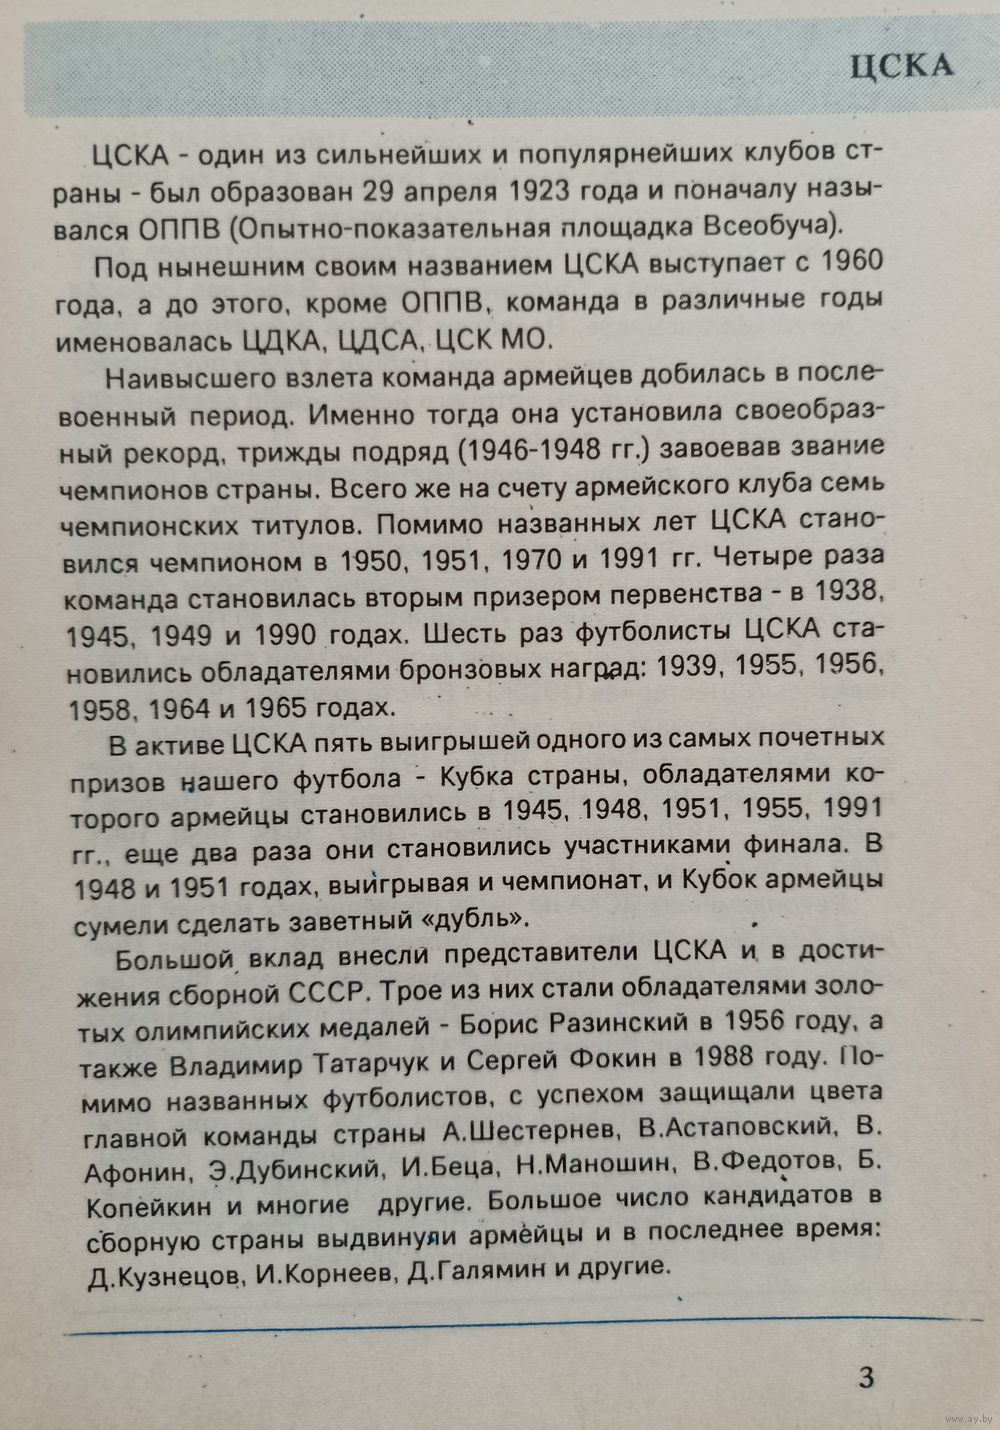 ЦСКА
ЦСКА - один из сильнейших и популярнейших клубов ст-
раны - был образован 29 апреля 1923 года и поначалу назы-
вался ОППВ (Опытно-показательная площадка Всеобуча).
Под нынешним своим названием ЦСКА выступает с 1960
года, а до этого, кроме ОППВ, команда в различные годы
именовалась ЦДКА, ЦДСА, ЦСК МО.
Наивысшего взлета команда армейцев добилась в после-
военный период. Именно тогда она установила своеобраз-
ный рекорд, трижды подряд (1946-1948 гг.) завоевав звание
чемпионов страны. Всего же на счету армейского клуба семь
чемпионских титулов. Помимо названных лет ЦСКА стано-
вился чемпионом в 1950, 1951, 1970 и 1991 гг. Четыре раза
команда становилась вторым призером первенства - в 1938,
1945, 1949 и 1990 годах. Шесть раз футболисты ЦСКА ста-
новились обладателями бронзовых наград: 1939, 1955, 1956,
1958, 1964 и 1965 годах.
В активе ЦСКА пять выигрышей одного из самых почетных
призов нашего футбола - Кубка страны, обладателями ко-
торого армейцы становились в 1945, 1948, 1951, 1955, 1991
гг., еще два раза они становились участниками финала. В
1948 и 1951 годах, выигрывая и чемпионат, и Кубок армейцы
сумели сделать заветный «дубль».
Большой вклад внесли представители ЦСКА и в дости-
жения сборной СССР. Трое из них стали обладателями золо-
тых олимпийских медалей - Борис Разинский в 1956 году, а
также Владимир Татарчук и Сергей Фокин в 1988 году. По-
мимо названных футболистов, с успехом защищали цвета
главной команды страны А.Шестернев, В.Астаповский, В.
Афонин, Э.Дубинский, И.Беца, Н.Маношин, В.Федотов, Б.
Копейкин и многие другие. Большое число кандидатов в
сборную страны выдвинули армейцы и в последнее время:
Д.Кузнецов, И.Корнеев, Д.Галямин и другие.
3
www.ay.by